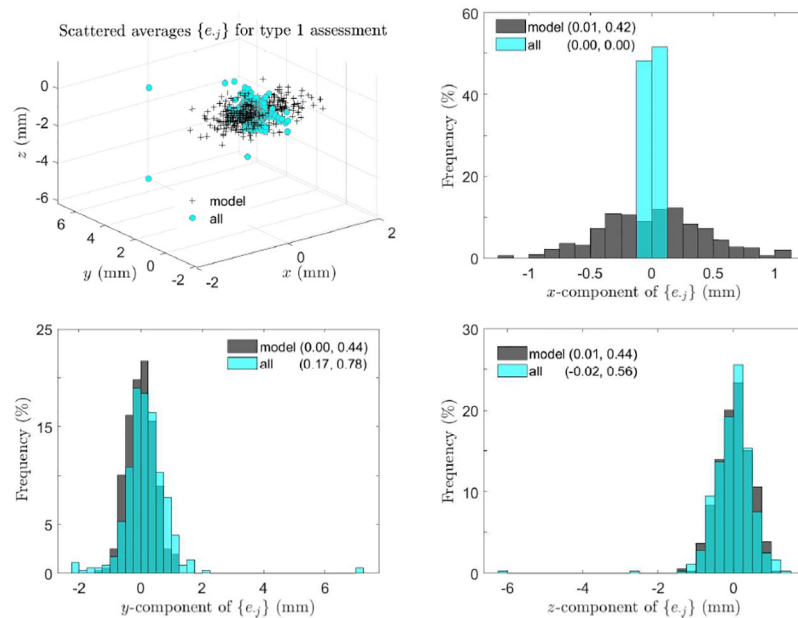 Scattered averages {e.j} for type 1 assessment
0
-2
-4
-6
z (mm)
model
all
6
4
2
0
-2
y (mm)
-2
0
2
x (mm)
60
40
20
0
Frequency (%)
model (0.01, 0.42)
all (0.00, 0.00)
-1
-0.5
0
0.5
1
x-component of {e.j} (mm)
25
15
5
0
Frequency (%)
model (0.00, 0.44)
all (0.17, 0.78)
-2
0
2
4
6
y-component of {e.j} (mm)
30
20
10
0
Frequency (%)
model (0.01, 0.44)
all (-0.02, 0.56)
-6
-4
-2
0
z-component of {e.j} (mm)